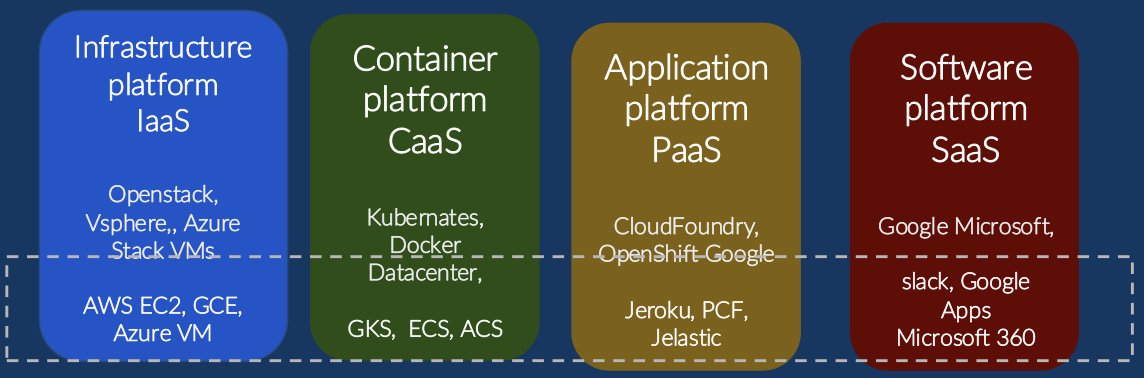 Infrastructure
platform
IaaS
Openstack,
Vsphere,, Azure
Stack VMs
AWS EC2, GCE,
Azure VM
Container
platform
CaaS
Kubernates,
Docker
Datacenter,
GKS, ECS, ACS
Application
platform
PaaS
CloudFoundry,
OpenShift Google
Jeroku, PCF,
Jelastic
Software
platform
SaaS
Google Microsoft,
slack, Google
Apps
Microsoft 360